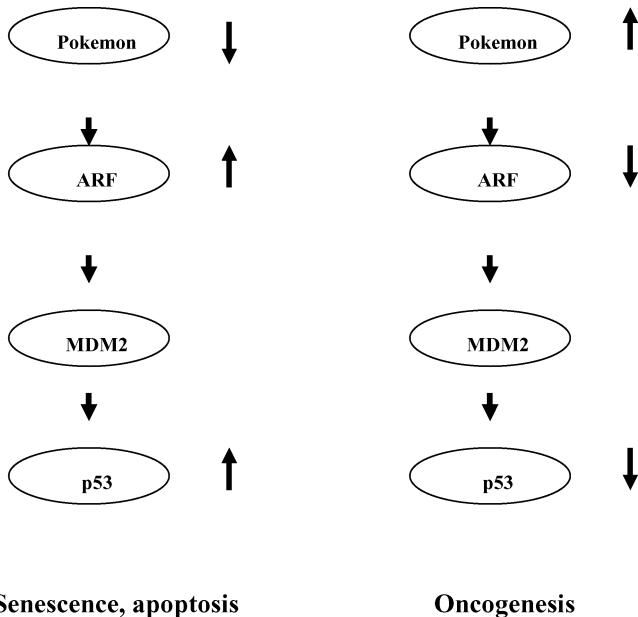 Pokemon
Pokemon
ARF
ARF
MDM2
MDM2
p53
p53
Senescence, apoptosis
Oncogenesis